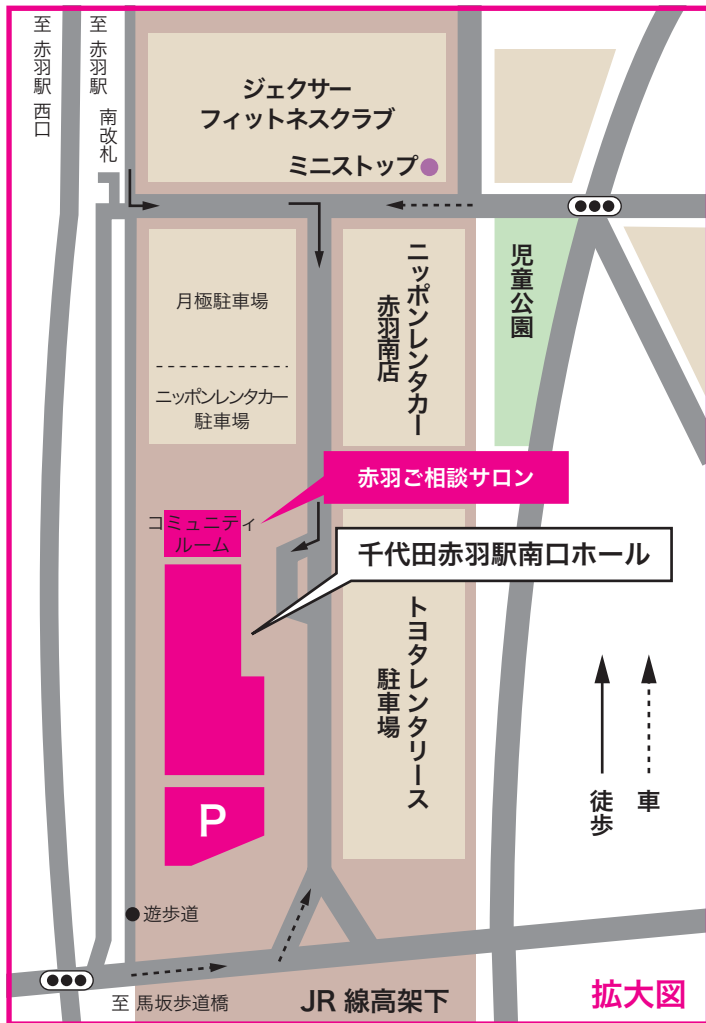 至 赤羽駅 西口
至 赤羽駅
南改札
ジェクサー
フィットネスクラブ
ミニストップ
月極駐車場
ニッポンレンタカー
駐車場
ニッポンレンタカー
赤羽南店
児童公園
赤羽ご相談サロン
コミュニティ
ルーム
千代田赤羽駅南口ホール
トヨタレンタリース
駐車場
P
徒歩
車
遊歩道
至 馬坂歩道橋
JR 線高架下
拡大図